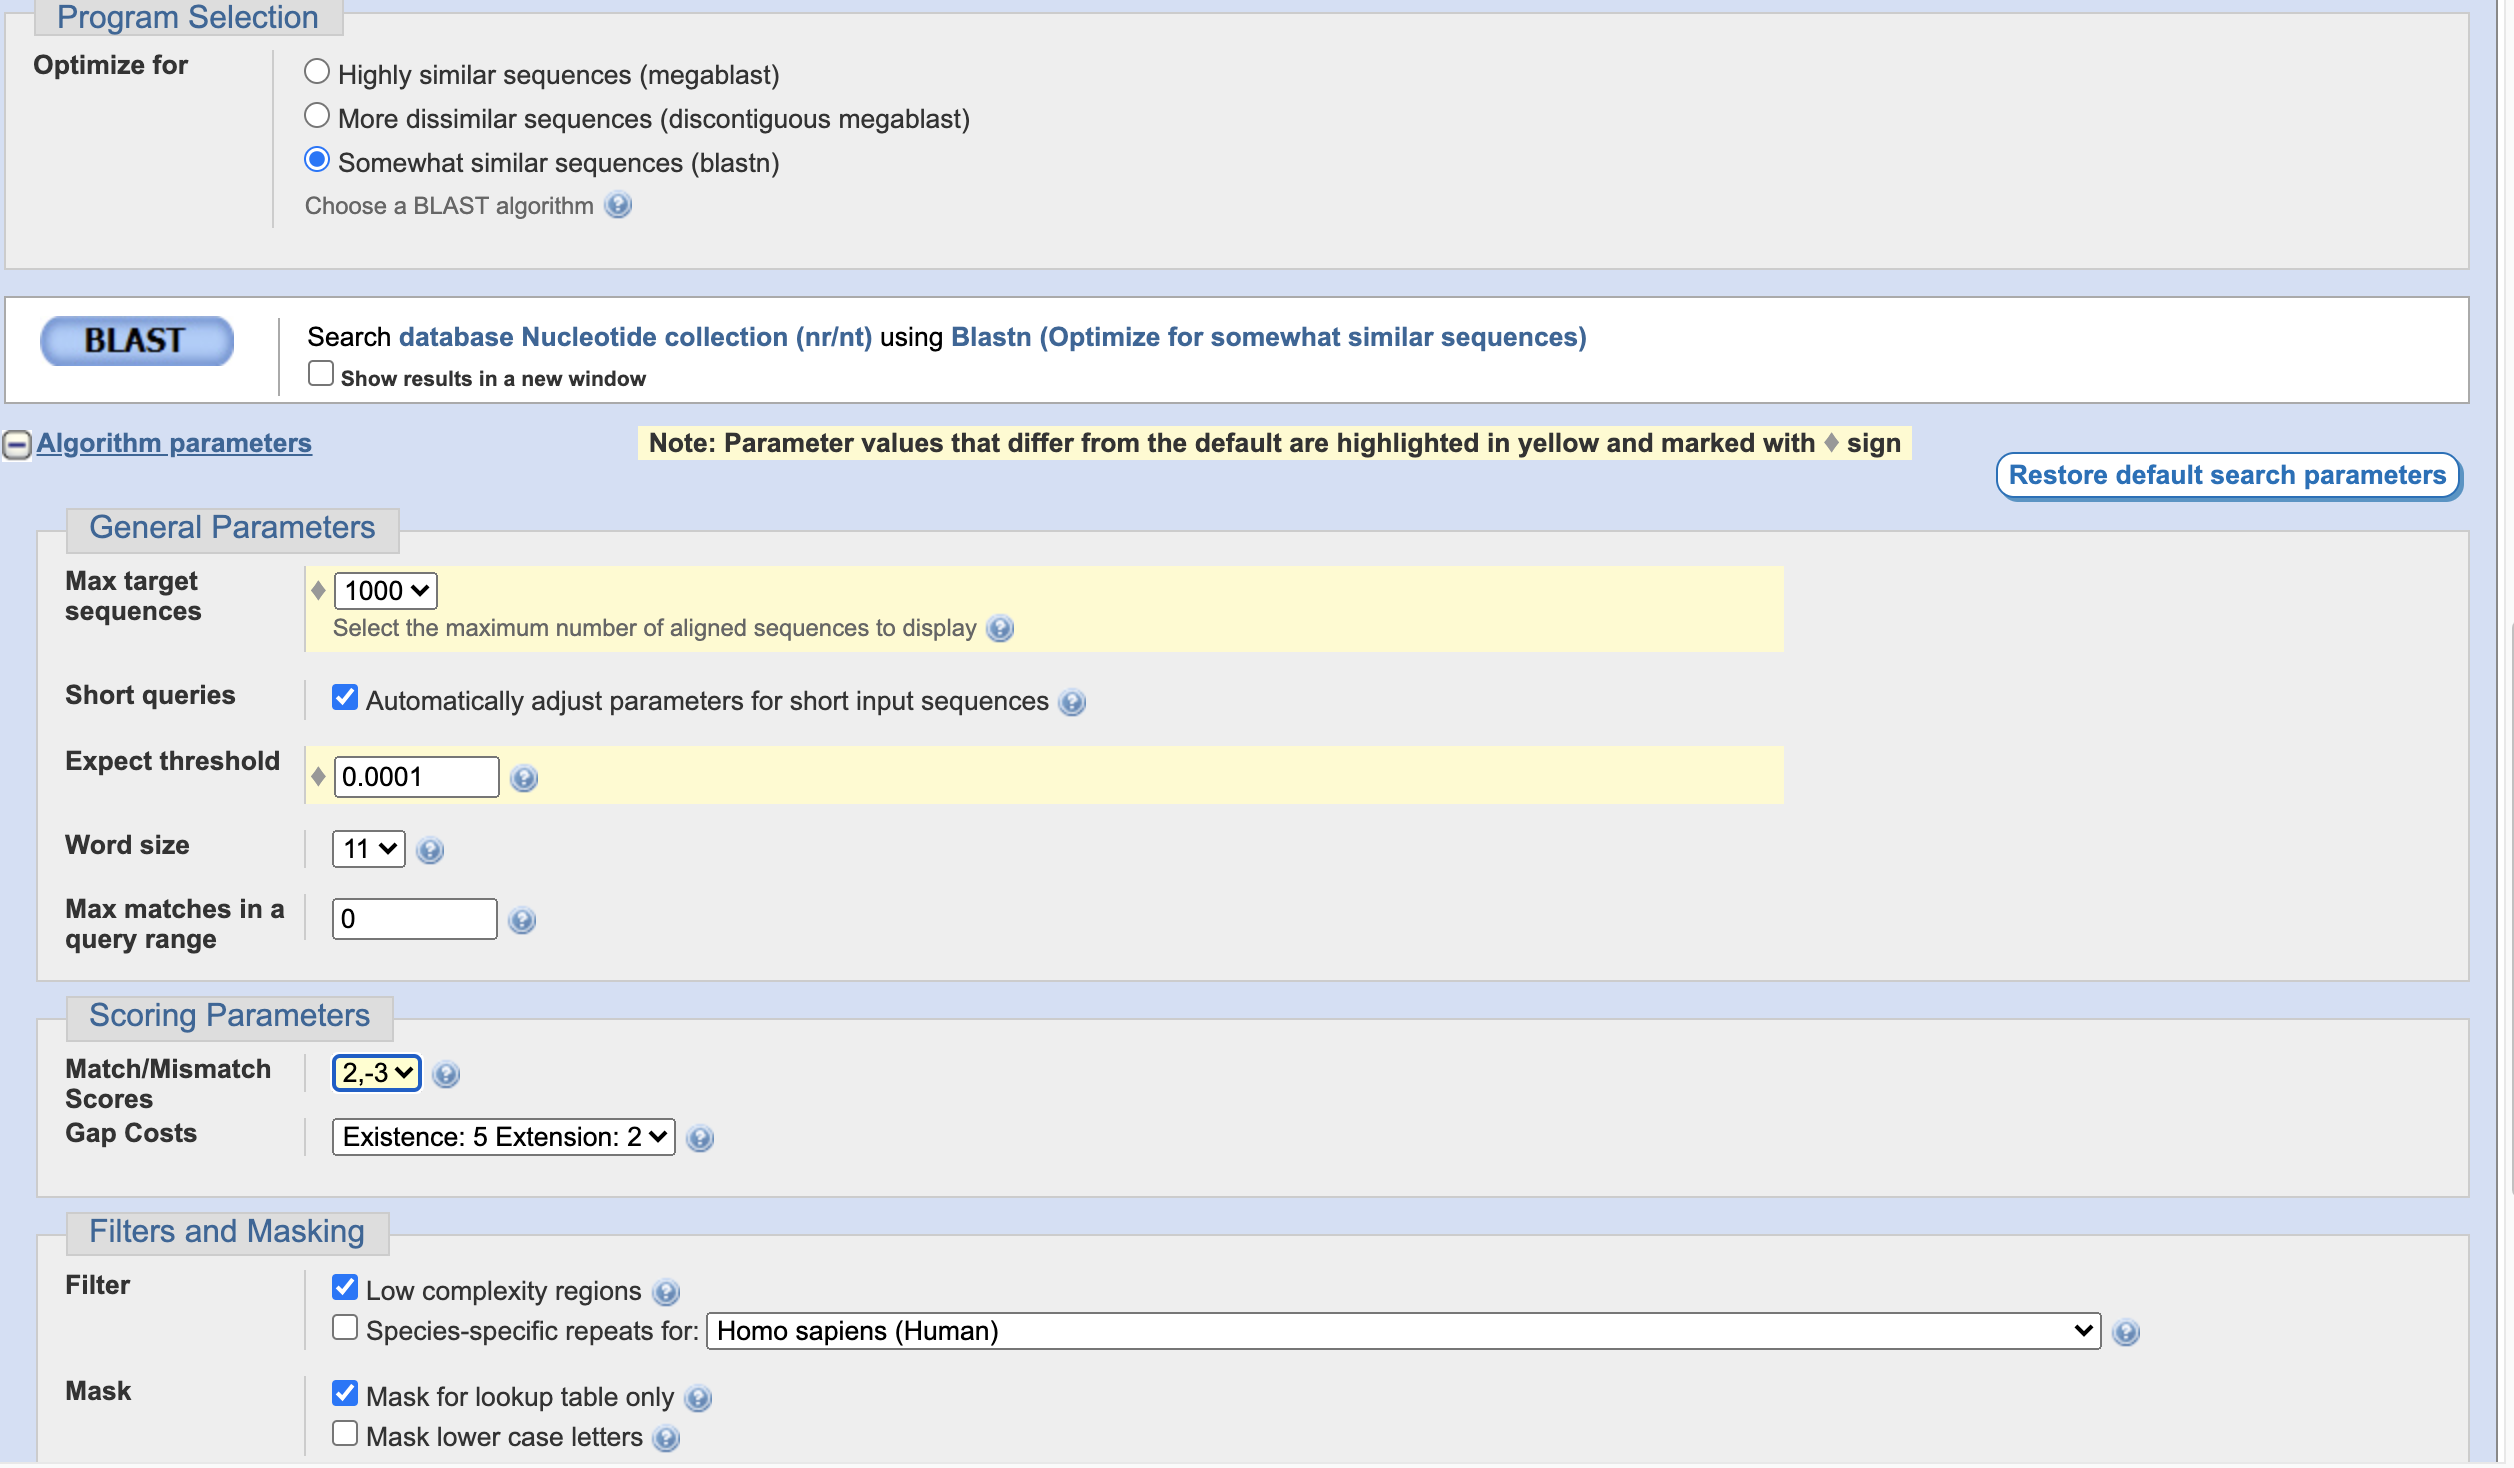 Program Selection
Optimize for
Highly similar sequences (megablast)
More dissimilar sequences (discontiguous megablast)
Somewhat similar sequences (blastn)
Choose a BLAST algorithm
BLAST
Search database Nucleotide collection (nr/nt) using Blastn (Optimize for somewhat similar sequences)
Show results in a new window
Algorithm parameters
Note: Parameter values that differ from the default are highlighted in yellow and marked with ♦ sign
Restore default search parameters
General Parameters
Max target
sequences
♦ 1000
Select the maximum number of aligned sequences to display
Short queries
Automatically adjust parameters for short input sequences
Expect threshold
♦ 0.0001
Word size
11
Max matches in a
query range
0
Scoring Parameters
Match/Mismatch
Scores
2,-3
Gap Costs
Existence: 5 Extension: 2
Filters and Masking
Filter
Low complexity regions
Species-specific repeats for: Homo sapiens (Human)
Mask
Mask for lookup table only
Mask lower case letters